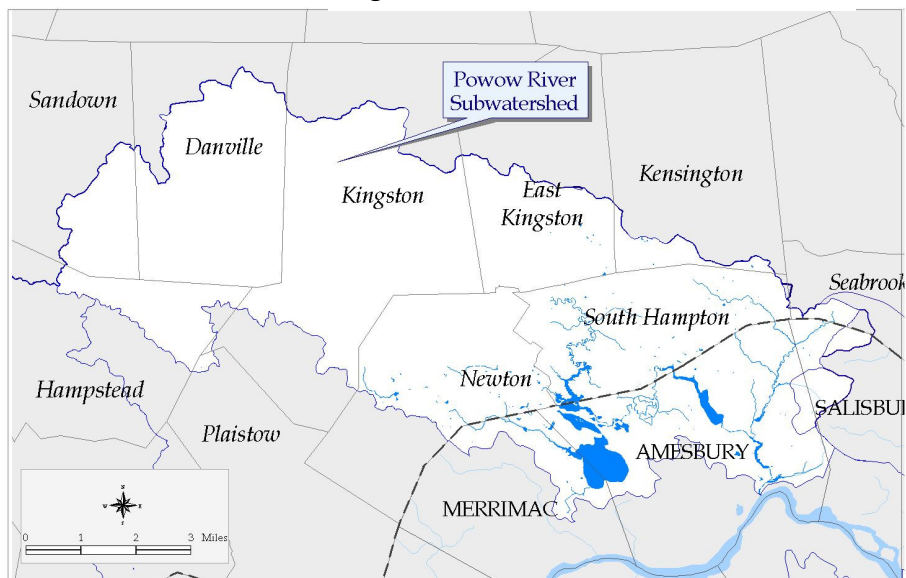 Powow River
Subwatershed
Sandown
Danville
Kingston
East
Kingston
Kensington
Seabrook
South Hampton
Newton
Hampstead
Plaistow
SALISBU
AMESBURY
MERRIMAC
N
W
E
S
0 1 2 3 Miles